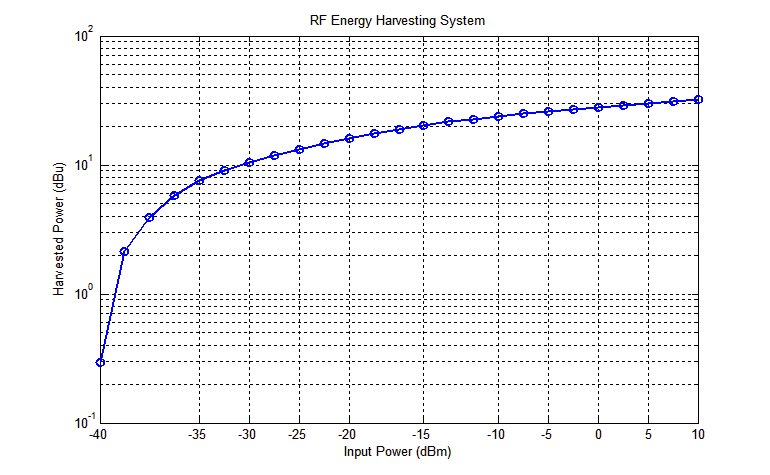 RF Energy Harvesting System
10^2
10^1
10^0
10^-1
Harvested Power (dBu)
-40 -35 -30 -25 -20 -15 -10 -5 0 5 10
Input Power (dBm)